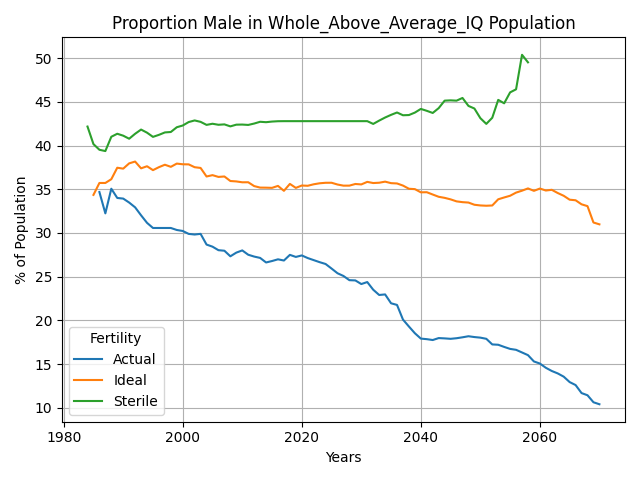 Proportion Male in Whole_Above_Average_IQ Population
% of Population
50
45
40
35
30
25
20
15
10
Fertility
Actual
Ideal
Sterile
1980
2000
2020
2040
2060
Years